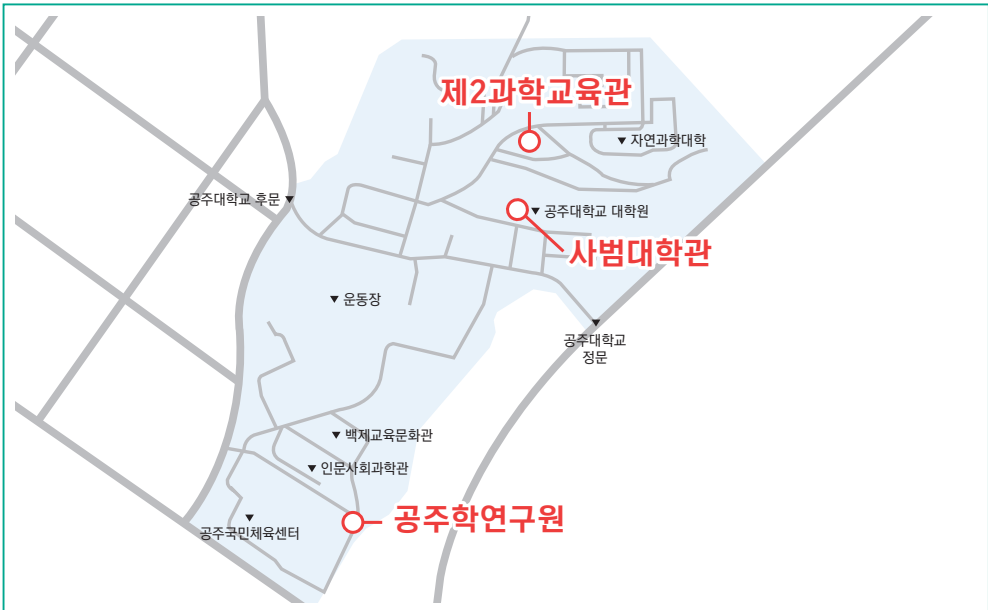 제2과학교육관
▼ 자연과학대학
공주대학교 후문 ▼
▼ 공주대학교 대학원
사범대학관
▼ 운동장
▼
공주대학교
정문
▼ 백제교육문화관
▼ 인문사회과학관
공주학연구원
▼
공주국민체육센터